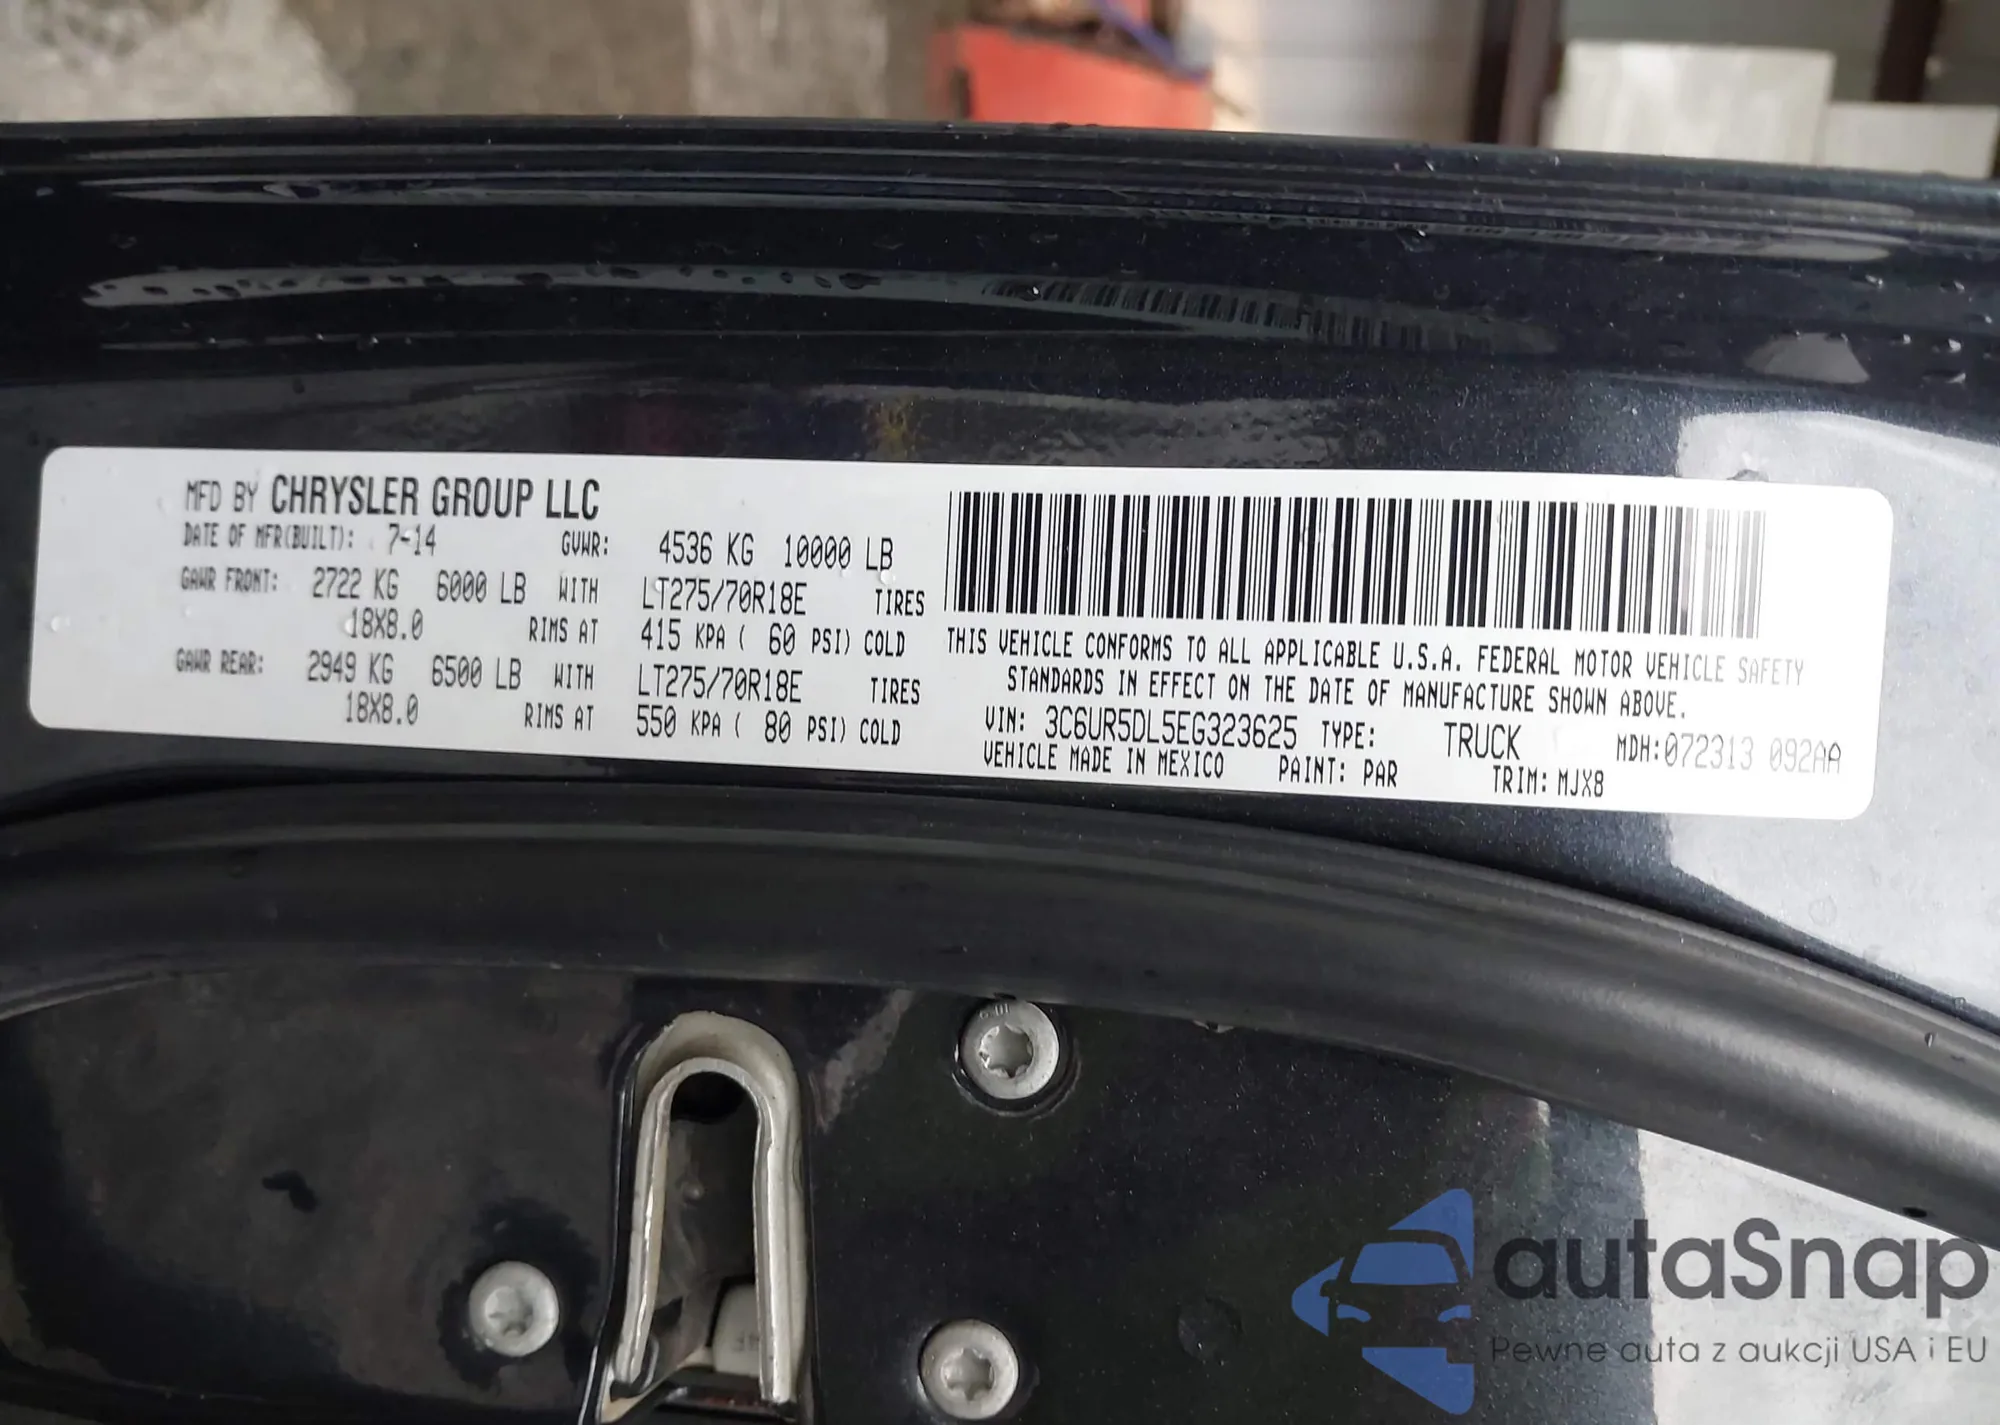 MFD BY CHRYSLER GROUP LLC
DATE OF MFR(BUILT): 7-14 GVWR: 4536 KG 10000 LB
GAWR FRONT: 2722 KG 6000 LB WITH LT275/70R18E TIRES
18X8.0 RIMS AT 415 KPA ( 60 PSI) COLD
GAWR REAR: 2949 KG 6500 LB WITH LT275/70R18E TIRES
18X8.0 RIMS AT 550 KPA ( 80 PSI) COLD
THIS VEHICLE CONFORMS TO ALL APPLICABLE U.S.A. FEDERAL MOTOR VEHICLE SAFETY
STANDARDS IN EFFECT ON THE DATE OF MANUFACTURE SHOWN ABOVE.
VIN: 3C6UR5DL5EG323625 TYPE: TRUCK MDH:072313 092AA
VEHICLE MADE IN MEXICO PAINT: PAR TRIM: MJX8
autaSnap
Pewne auta z aukcji USA i EU